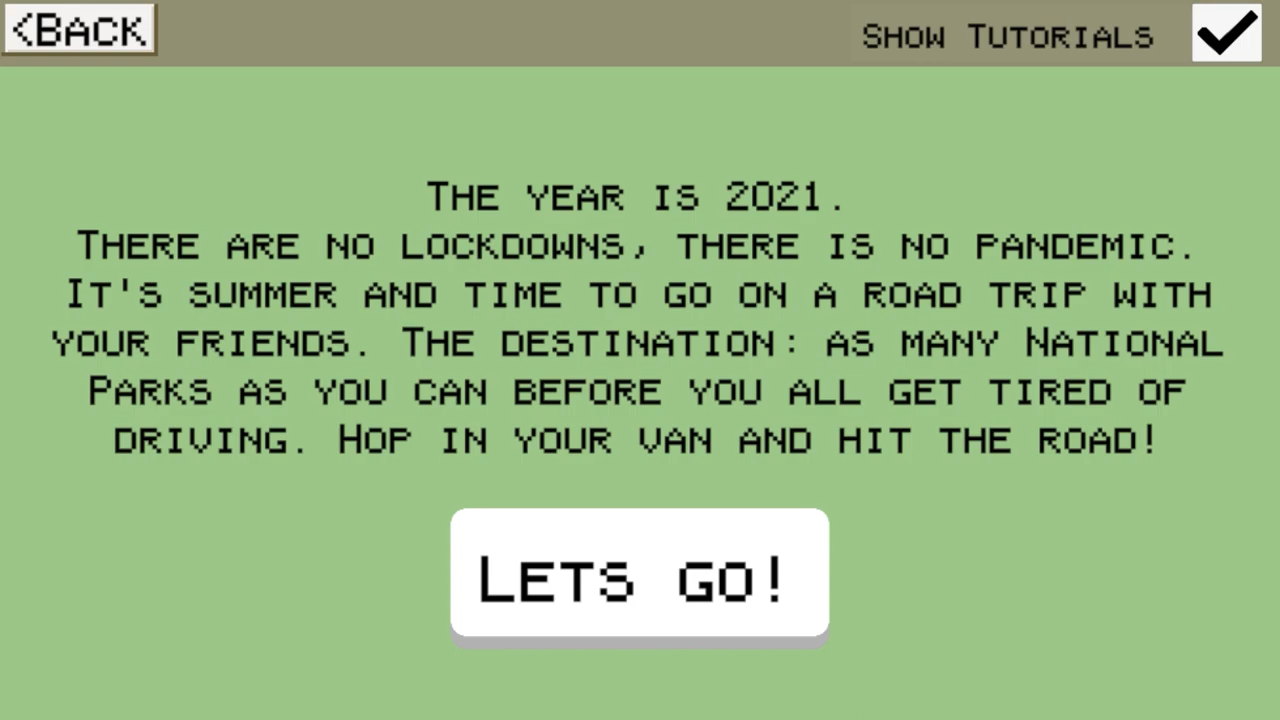 <Back
Show Tutorials
The year is 2021.
There are no lockdowns, there is no pandemic.
It's summer and time to go on a road trip with
your friends. The destination: as many National
Parks as you can before you all get tired of
driving. Hop in your van and hit the road!
Lets go!